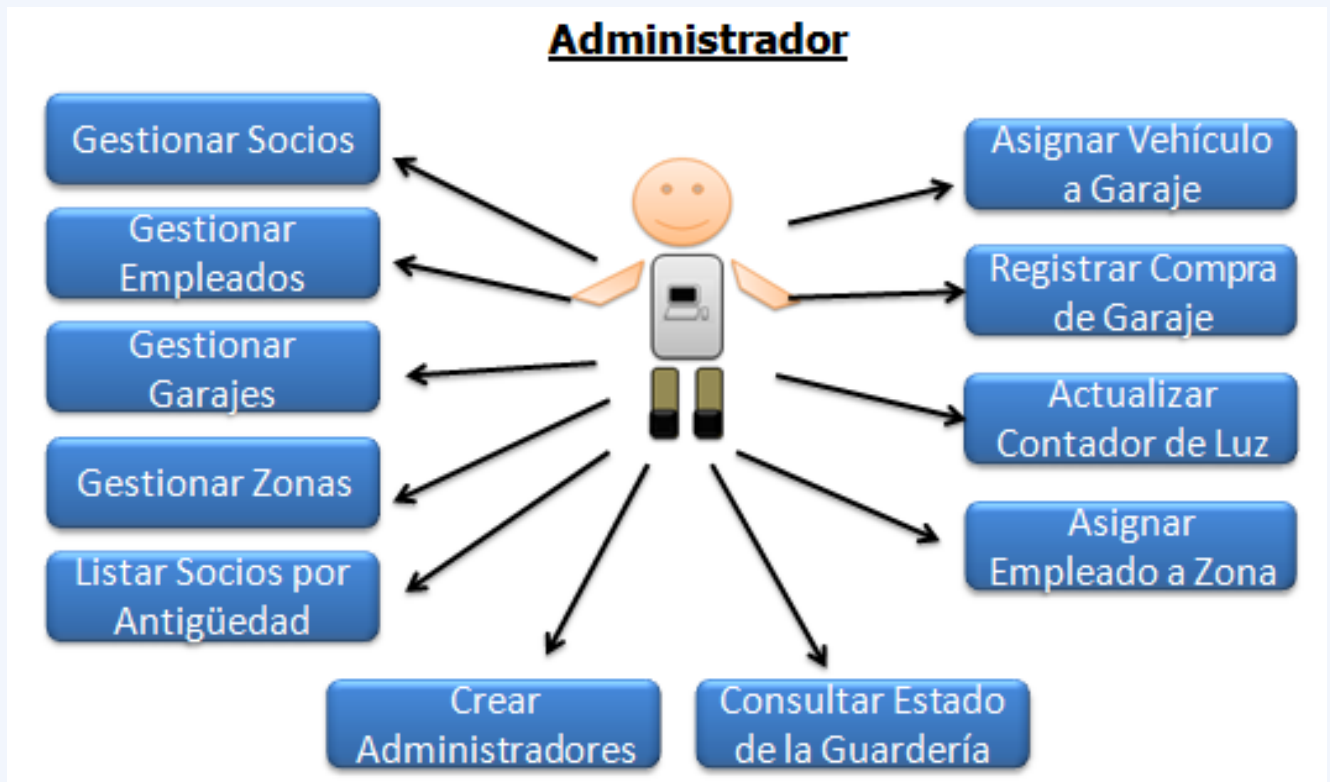 Administrador
Gestionar Socios
Gestionar
Empleados
Gestionar
Garajes
Gestionar Zonas
Listar Socios por
Antigüedad
Crear
Administradores
Consultar Estado
de la Guardería
Asignar Vehículo
a Garaje
Registrar Compra
de Garaje
Actualizar
Contador de Luz
Asignar
Empleado a Zona